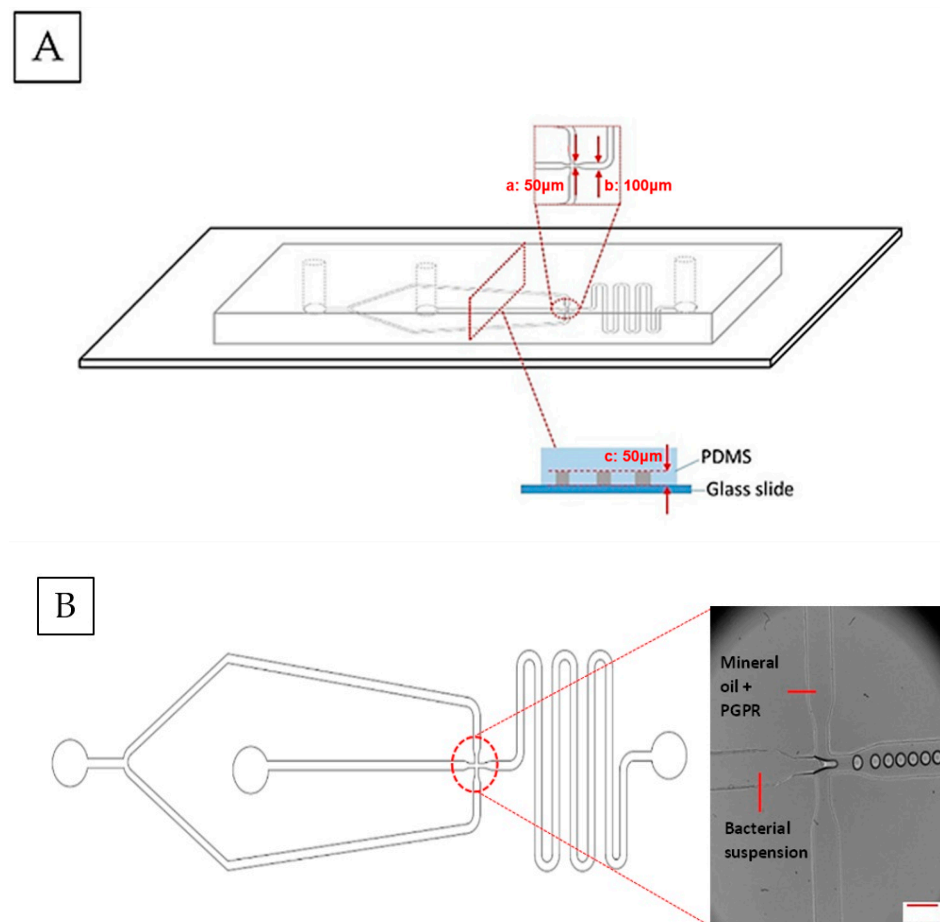 A
a: 50µm
b: 100µm
c: 50µm
PDMS
Glass slide
B
Mineral
oil +
PGPR
Bacterial
suspension